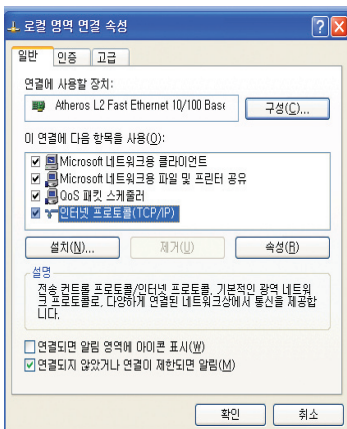 로컬 영역 연결 속성
일반 인증 고급
연결에 사용할 장치:
Atheros L2 Fast Ethernet 10/100 Base 구성(C)...
이 연결에 다음 항목을 사용(O):
Microsoft 네트워크용 클라이언트
Microsoft 네트워크용 파일 및 프린터 공유
QoS 패킷 스케줄러
인터넷 프로토콜(TCP/IP)
설치(N)... 제거(U) 속성(R)
설명
전송 컨트롤 프로토콜/인터넷 프로토콜. 기본적인 광역 네트워
크 프로토콜로, 다양하게 연결된 네트워크상에서 통신을 제공합
니다.
연결되면 알림 영역에 아이콘 표시(W)
연결되지 않았거나 연결이 제한되면 알림(M)
확인 취소